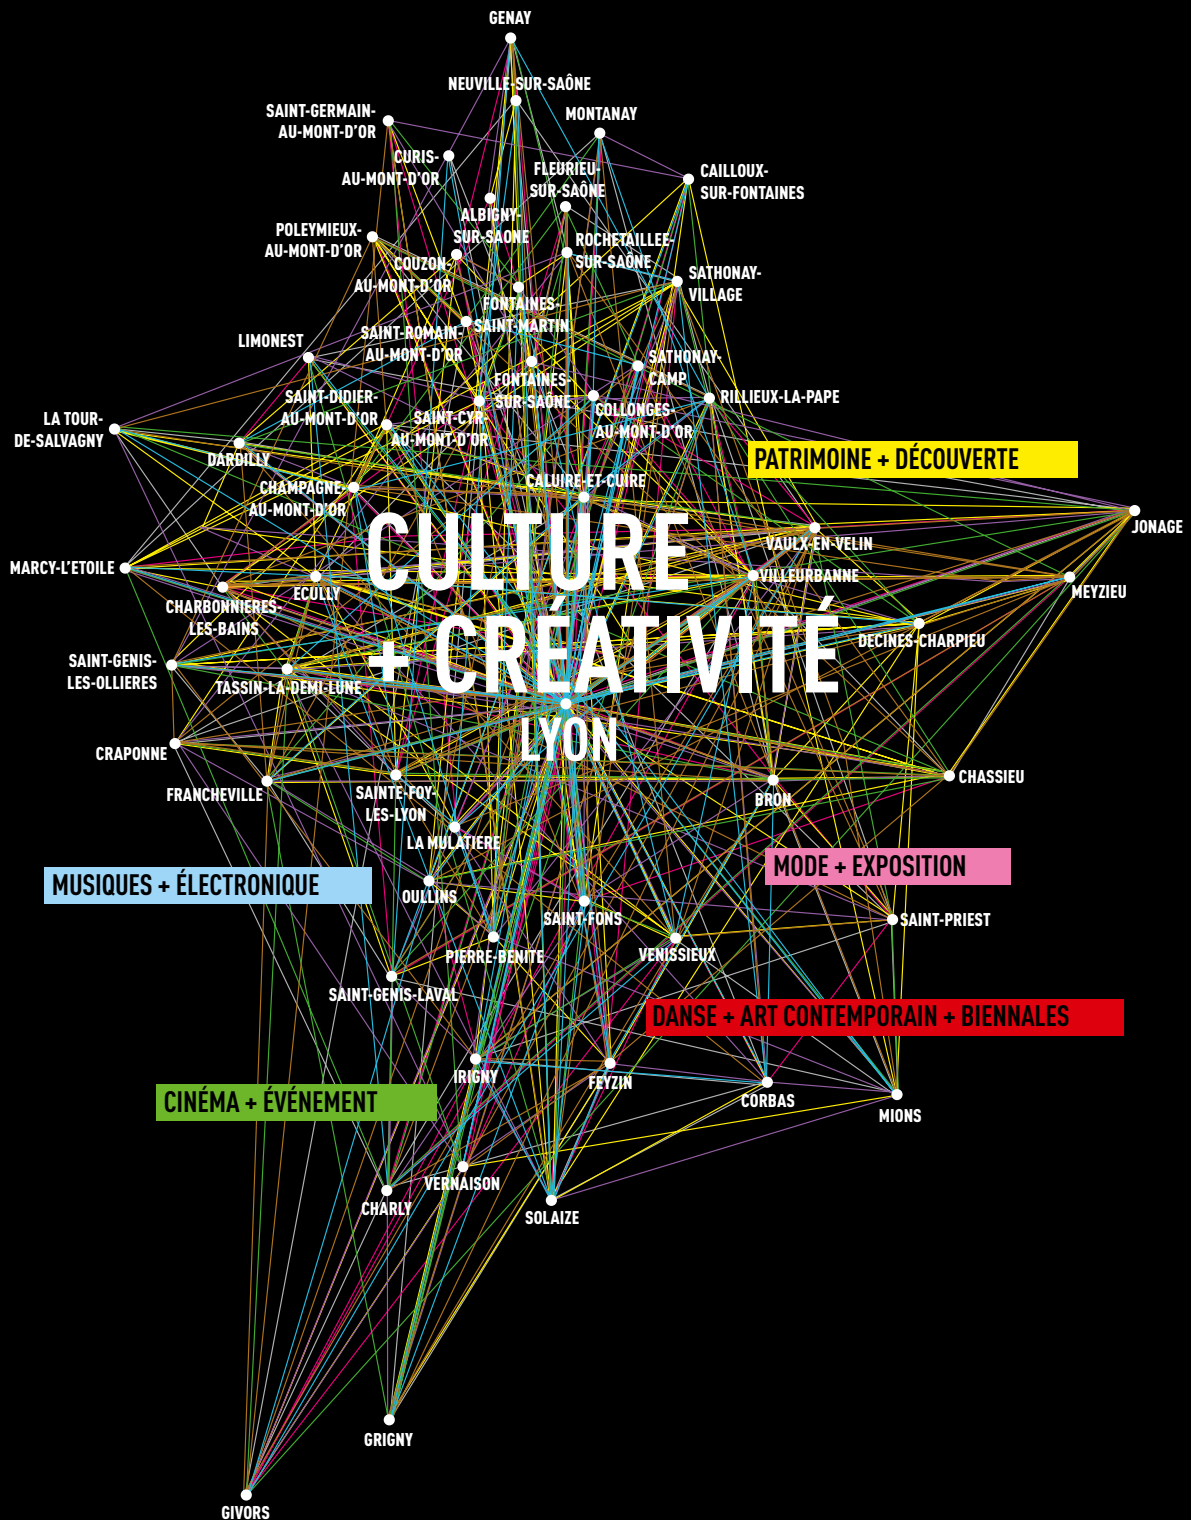 GENAY
NEUVILLE-SUR-SAÔNE
SAINT-GERMAIN-
AU-MONT-D'OR
MONTANAY
CURIS-
AU-MONT-D'OR
FLEURIEU-
SUR-SAÔNE
CAILLOUX-
SUR-FONTAINES
ALBIGNY-
SUR-SAONE
POLEYMIEUX-
AU-MONT-D'OR
ROCHETAILLEE-
SUR-SAÔNE
COUZON-
AU-MONT-D'OR
SATHONAY-
VILLAGE
FONTAINES-
SAINT-MARTIN
SAINT-ROMAIN-
AU-MONT-D'OR
LIMONEST
SATHONAY-
CAMP
FONTAINES-
SUR-SAÔNE
SAINT-DIDIER-
AU-MONT-D'OR
RILLIEUX-LA-PAPE
COLLONGES-
AU-MONT-D'OR
SAINT-CYR-
AU-MONT-D'OR
LA TOUR-
DE-SALVAGNY
DARDILLY
PATRIMOINE + DÉCOUVERTE
CALUIRE-ET-CUIRE
CHAMPAGNE-
AU-MONT-D'OR
JONAGE
CULTURE
+ CRÉATIVITÉ
VAULX-EN-VELIN
MARCY-L'ETOILE
VILLEURBANNE
MEYZIEU
ECULLY
CHARBONNIERES-
LES-BAINS
DECINES-CHARPIEU
SAINT-GENIS-
LES-OLLIERES
TASSIN-LA-DEMI-LUNE
LYON
CRAPONNE
CHASSIEU
FRANCHEVILLE
SAINTE-FOY-
LES-LYON
BRON
LA MULATIERE
MODE + EXPOSITION
MUSIQUES + ÉLECTRONIQUE
OULLINS
SAINT-FONS
SAINT-PRIEST
PIERRE-BENITE
VENISSIEUX
SAINT-GENIS-LAVAL
DANSE + ART CONTEMPORAIN + BIENNALES
IRIGNY
FEYZIN
CORBAS
CINÉMA + ÉVÉNEMENT
MIONS
VERNAISON
CHARLY
SOLAIZE
GRIGNY
GIVORS